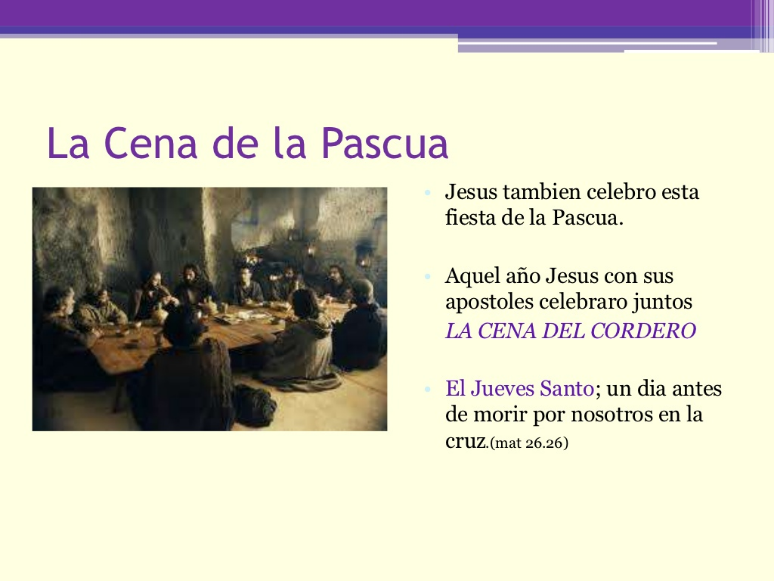 La Cena de la Pascua
Jesus tambien celebro esta
fiesta de la Pascua.
Aquel año Jesus con sus
apostoles celebraro juntos
LA CENA DEL CORDERO
El Jueves Santo; un dia antes
de morir por nosotros en la
cruz.(mat 26.26)